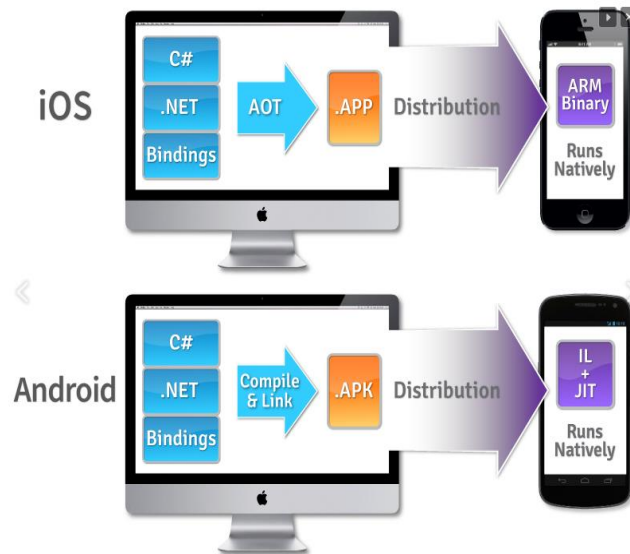 iOS
C#
.NET
Bindings
AOT
.APP
Distribution
ARM
Binary
Runs
Natively
Android
C#
.NET
Bindings
Compile
& Link
.APK
Distribution
IL
+
JIT
Runs
Natively